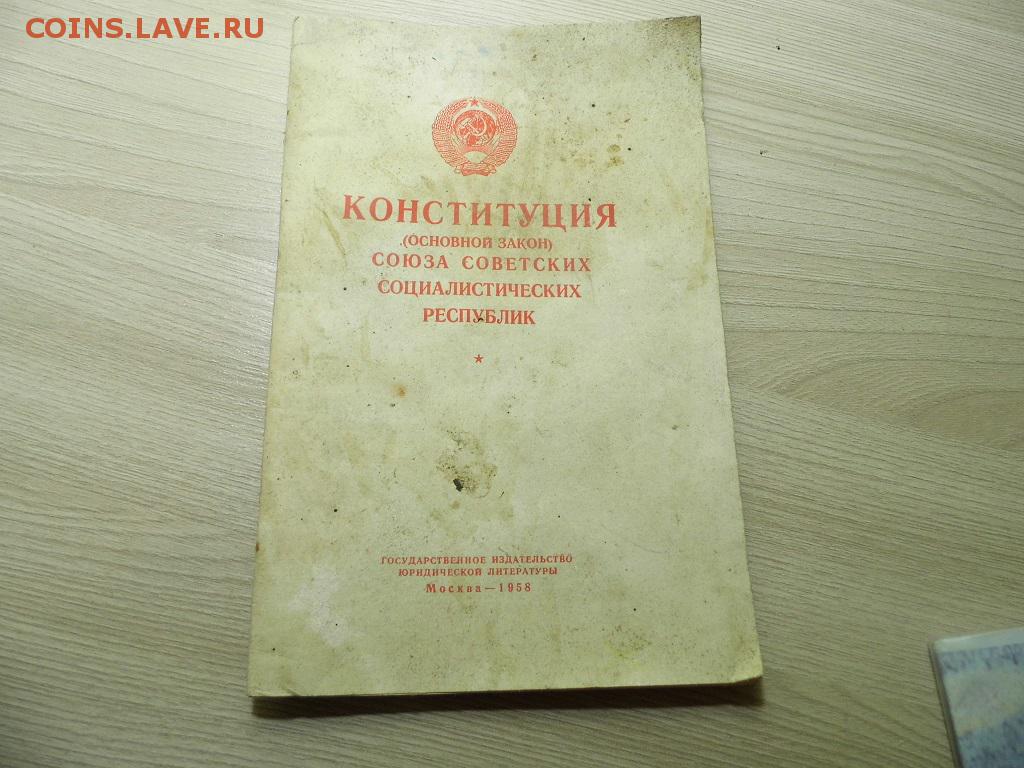 COINS.LAVE.RU
КОНСТИТУЦИЯ
(ОСНОВНОЙ ЗАКОН)
СОЮЗА СОВЕТСКИХ
СОЦИАЛИСТИЧЕСКИХ
РЕСПУБЛИК
ГОСУДАРСТВЕННОЕ ИЗДАТЕЛЬСТВО
ЮРИДИЧЕСКОЙ ЛИТЕРАТУРЫ
Москва — 1958